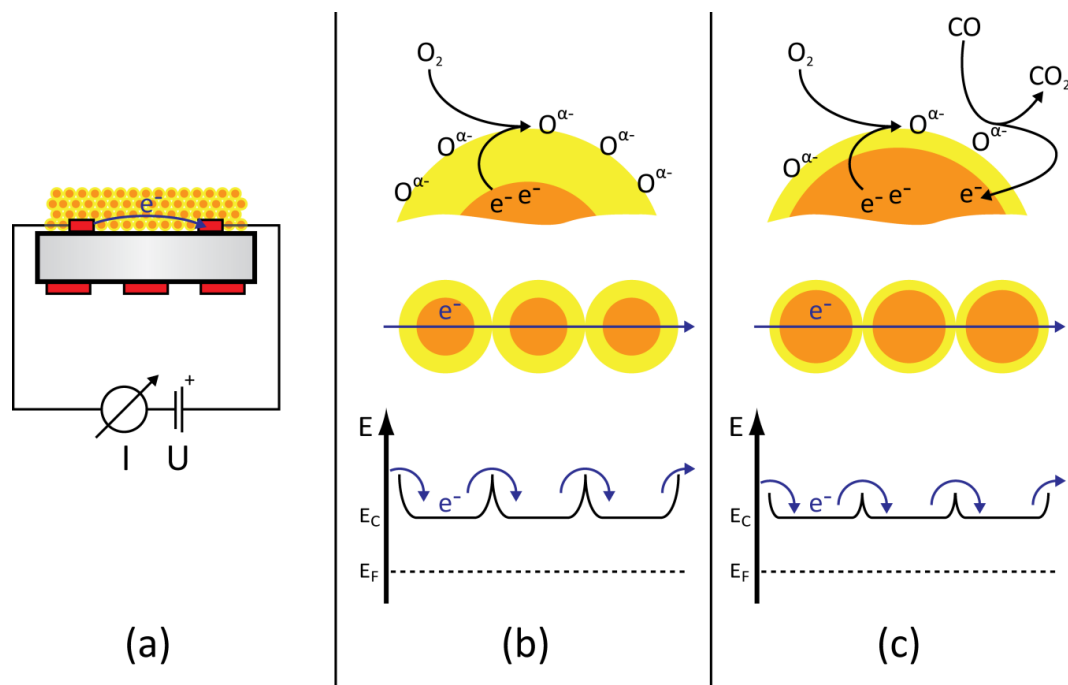 e⁻
+
I
U
(a)
O₂
Oᵅ⁻
Oᵅ⁻
Oᵅ⁻
Oᵅ⁻
Oᵅ⁻
e⁻ e⁻
e⁻
E
e⁻
E_C
E_F
(b)
CO
O₂
CO₂
Oᵅ⁻
Oᵅ⁻
Oᵅ⁻
e⁻ e⁻
e⁻
e⁻
E
e⁻
E_C
E_F
(c)